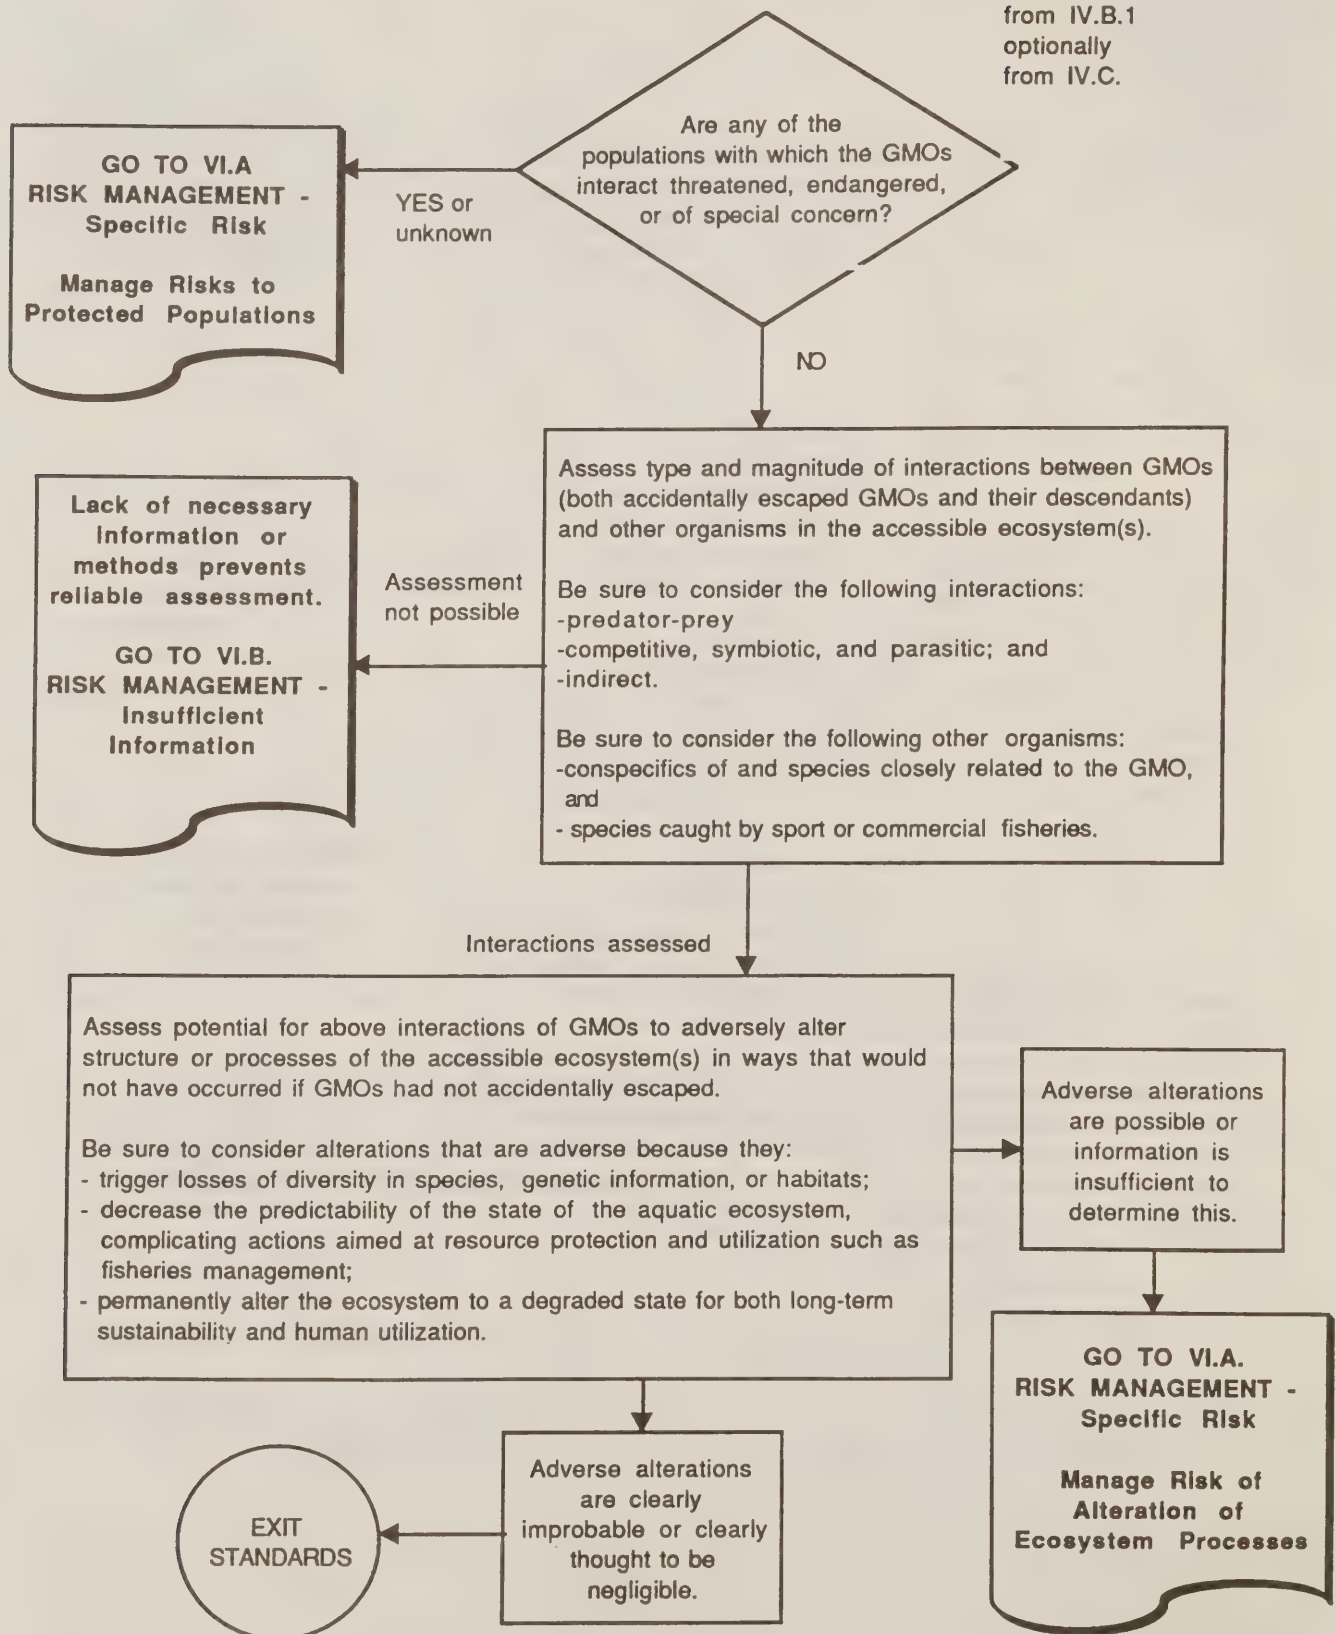 from IV.B.1
optionally
from IV.C.
Are any of the
populations with which the GMOs
interact threatened, endangered,
or of special concern?
YES or
unknown
GO TO VI.A
RISK MANAGEMENT -
Specific Risk
Manage Risks to
Protected Populations
NO
Assess type and magnitude of interactions between GMOs
(both accidentally escaped GMOs and their descendants)
and other organisms in the accessible ecosystem(s).
Be sure to consider the following interactions:
-predator-prey
-competitive, symbiotic, and parasitic; and
-indirect.
Be sure to consider the following other organisms:
-conspecifics of and species closely related to the GMO,
and
- species caught by sport or commercial fisheries.
Assessment
not possible
Lack of necessary
Information or
methods prevents
reliable assessment.
GO TO VI.B.
RISK MANAGEMENT -
Insufficient
Information
Interactions assessed
Assess potential for above interactions of GMOs to adversely alter
structure or processes of the accessible ecosystem(s) in ways that would
not have occurred if GMOs had not accidentally escaped.
Be sure to consider alterations that are adverse because they:
- trigger losses of diversity in species, genetic information, or habitats;
- decrease the predictability of the state of the aquatic ecosystem,
complicating actions aimed at resource protection and utilization such as
fisheries management;
- permanently alter the ecosystem to a degraded state for both long-term
sustainability and human utilization.
Adverse alterations
are possible or
information is
insufficient to
determine this.
GO TO VI.A.
RISK MANAGEMENT -
Specific Risk
Manage Risk of
Alteration of
Ecosystem Processes
Adverse alterations
are clearly
improbable or clearly
thought to be
negligible.
EXIT
STANDARDS